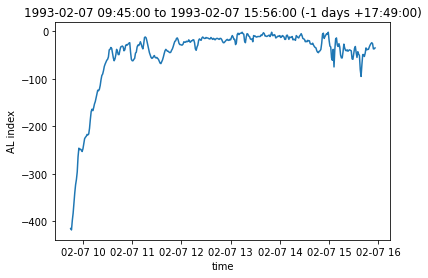 1993-02-07 09:45:00 to 1993-02-07 15:56:00 (-1 days +17:49:00)
0
−100
−200
−300
−400
AL index
02-07 10 02-07 11 02-07 12 02-07 13 02-07 14 02-07 15 02-07 16
time